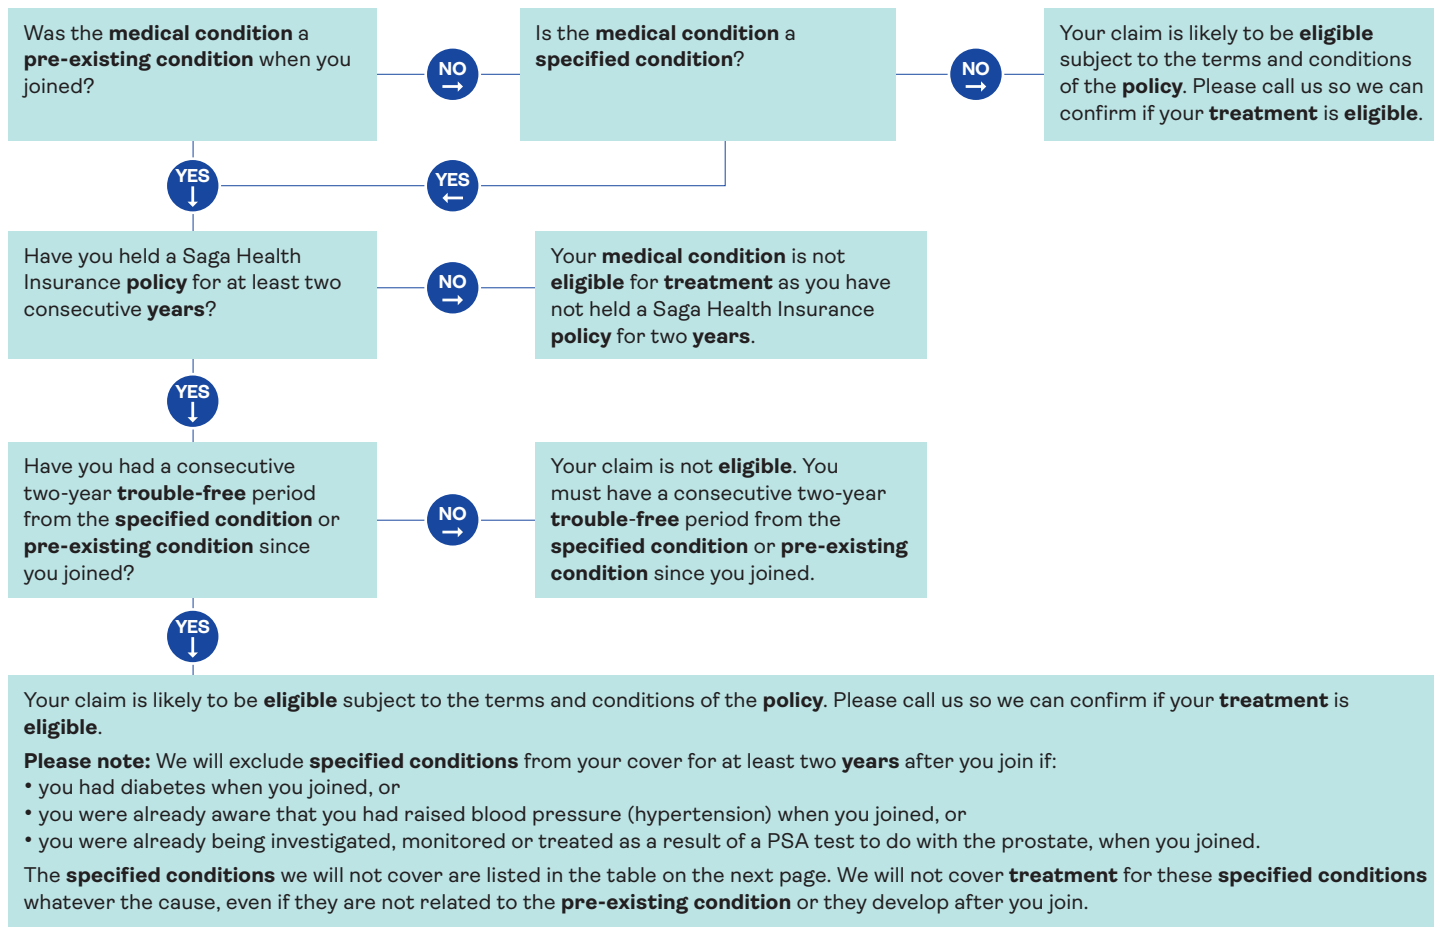 Was the medical condition a
pre-existing condition when you
joined?
NO
→
Is the medical condition a
specified condition?
NO
→
Your claim is likely to be eligible
subject to the terms and conditions
of the policy. Please call us so we can
confirm if your treatment is eligible.
YES
↓
YES
←
Have you held a Saga Health
Insurance policy for at least two
consecutive years?
NO
→
Your medical condition is not
eligible for treatment as you have
not held a Saga Health Insurance
policy for two years.
YES
↓
Have you had a consecutive
two-year trouble-free period
from the specified condition or
pre-existing condition since
you joined?
NO
→
Your claim is not eligible. You
must have a consecutive two-year
trouble-free period from the
specified condition or pre-existing
condition since you joined.
YES
↓
Your claim is likely to be eligible subject to the terms and conditions of the policy. Please call us so we can confirm if your treatment is
eligible.
Please note: We will exclude specified conditions from your cover for at least two years after you join if:
• you had diabetes when you joined, or
• you were already aware that you had raised blood pressure (hypertension) when you joined, or
• you were already being investigated, monitored or treated as a result of a PSA test to do with the prostate, when you joined.
The specified conditions we will not cover are listed in the table on the next page. We will not cover treatment for these specified conditions
whatever the cause, even if they are not related to the pre-existing condition or they develop after you join.